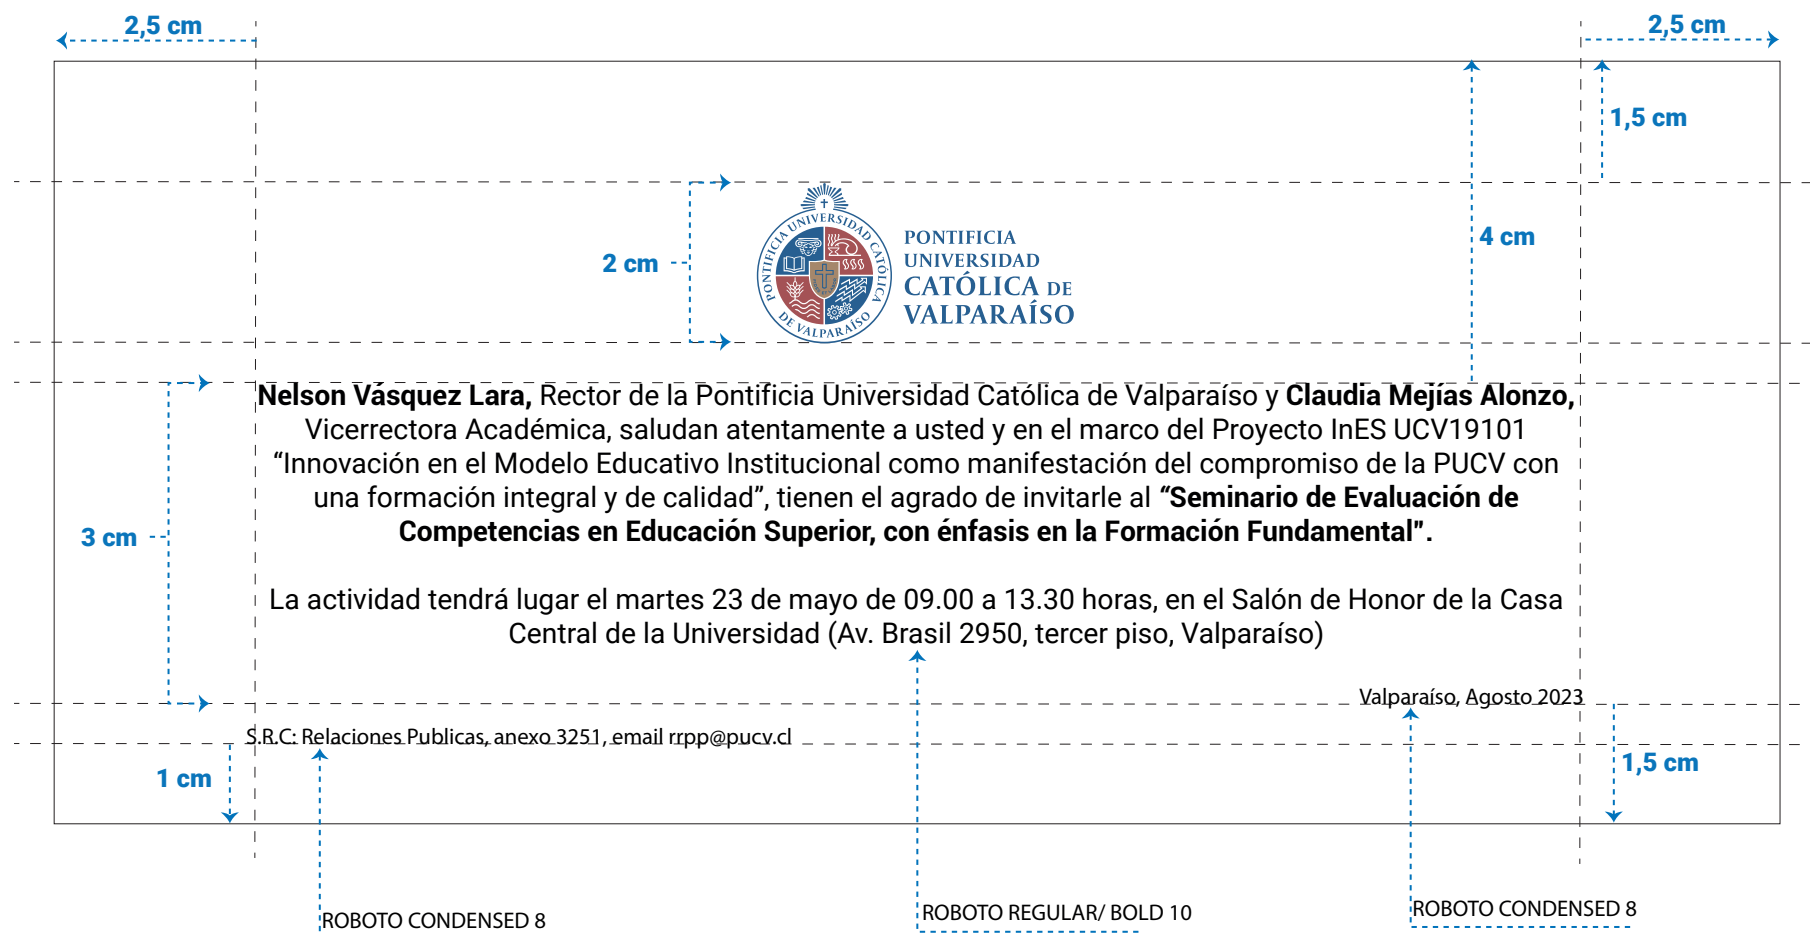 2,5 cm
2,5 cm
1,5 cm
4 cm
2 cm
PONTIFICIA UNIVERSIDAD CATÓLICA
DE VALPARAÍSO
PONTIFICIA
UNIVERSIDAD
CATÓLICA DE
VALPARAÍSO
Nelson Vásquez Lara, Rector de la Pontificia Universidad Católica de Valparaíso y Claudia Mejías Alonzo,
Vicerrectora Académica, saludan atentamente a usted y en el marco del Proyecto InES UCV19101
“Innovación en el Modelo Educativo Institucional como manifestación del compromiso de la PUCV con
una formación integral y de calidad”, tienen el agrado de invitarle al “Seminario de Evaluación de
Competencias en Educación Superior, con énfasis en la Formación Fundamental".
3 cm
La actividad tendrá lugar el martes 23 de mayo de 09.00 a 13.30 horas, en el Salón de Honor de la Casa
Central de la Universidad (Av. Brasil 2950, tercer piso, Valparaíso)
Valparaíso, Agosto 2023
S.R.C: Relaciones Publicas, anexo 3251, email rrpp@pucv.cl
1 cm
1,5 cm
ROBOTO CONDENSED 8
ROBOTO REGULAR/ BOLD 10
ROBOTO CONDENSED 8